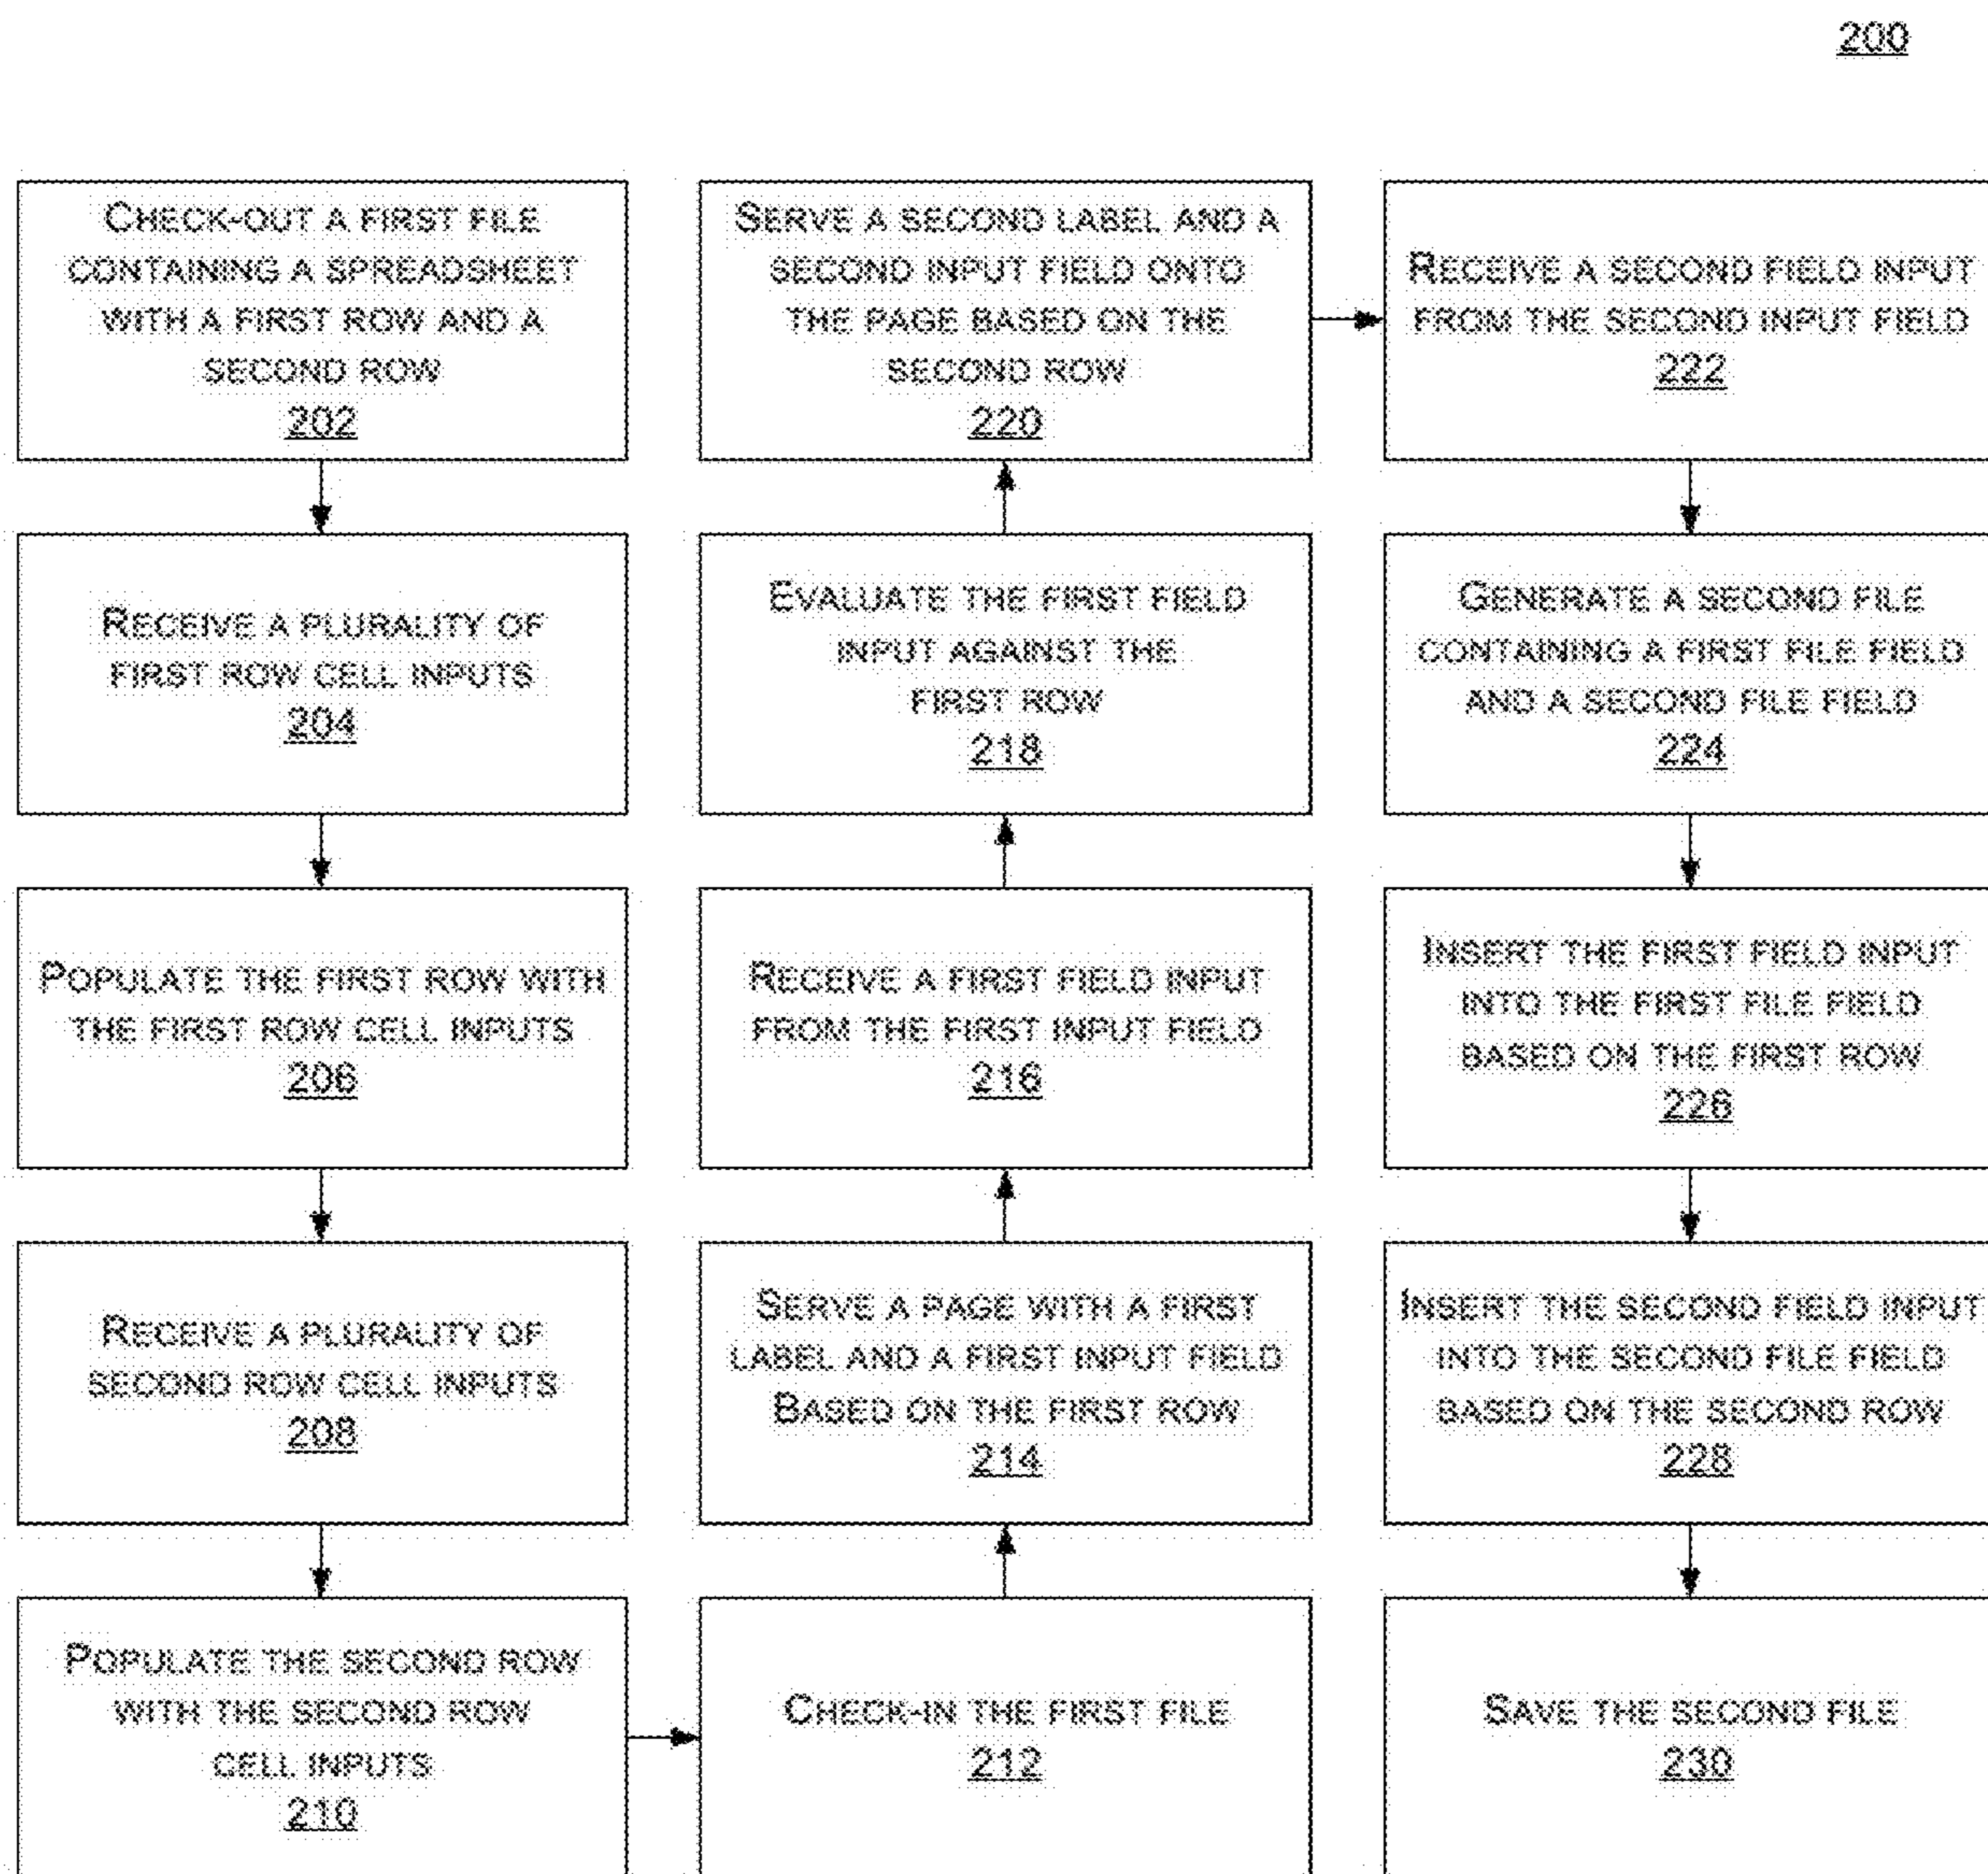 200
CHECK-OUT A FIRST FILE
CONTAINING A SPREADSHEET
WITH A FIRST ROW AND A
SECOND ROW
202
RECEIVE A PLURALITY OF
FIRST ROW CELL INPUTS
204
POPULATE THE FIRST ROW WITH
THE FIRST ROW CELL INPUTS
206
RECEIVE A PLURALITY OF
SECOND ROW CELL INPUTS
208
POPULATE THE SECOND ROW
WITH THE SECOND ROW
CELL INPUTS
210
CHECK-IN THE FIRST FILE
212
SERVE A PAGE WITH A FIRST
LABEL AND A FIRST INPUT FIELD
BASED ON THE FIRST ROW
214
RECEIVE A FIRST FIELD INPUT
FROM THE FIRST INPUT FIELD
216
EVALUATE THE FIRST FIELD
INPUT AGAINST THE
FIRST ROW
218
SERVE A SECOND LABEL AND A
SECOND INPUT FIELD ONTO
THE PAGE BASED ON THE
SECOND ROW
220
RECEIVE A SECOND FIELD INPUT
FROM THE SECOND INPUT FIELD
222
GENERATE A SECOND FILE
CONTAINING A FIRST FILE FIELD
AND A SECOND FILE FIELD
224
INSERT THE FIRST FIELD INPUT
INTO THE FIRST FILE FIELD
BASED ON THE FIRST ROW
226
INSERT THE SECOND FIELD INPUT
INTO THE SECOND FILE FIELD
BASED ON THE SECOND ROW
228
SAVE THE SECOND FILE
230